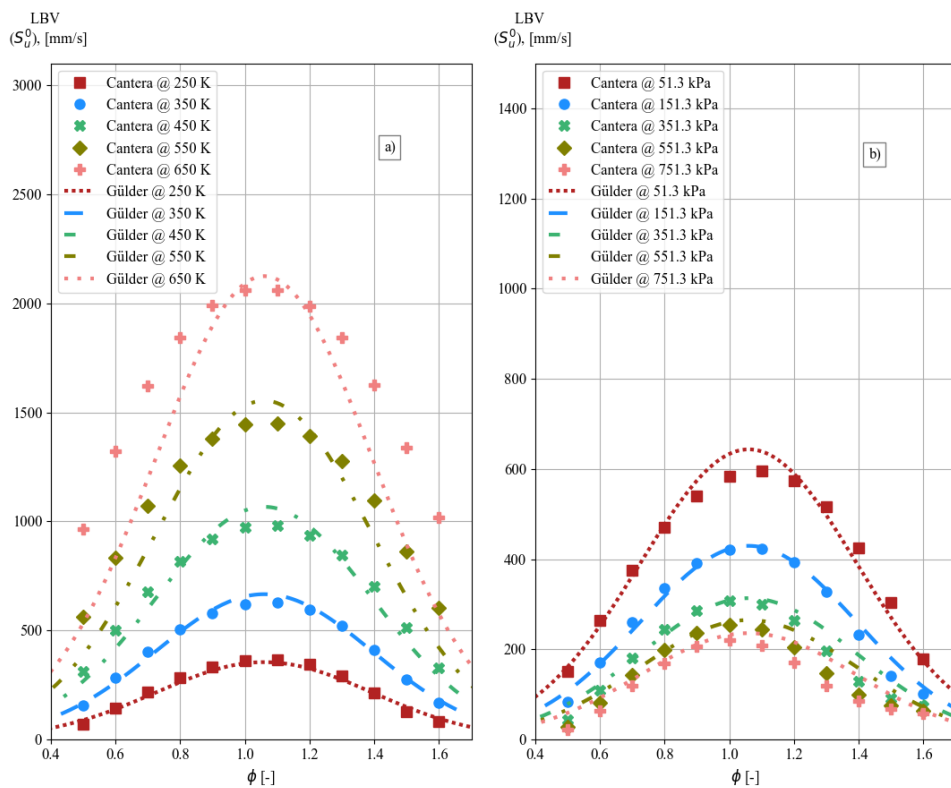 LBV
(S_u^0), [mm/s]
3000
2500
2000
1500
1000
500
0
0.4 0.6 0.8 1.0 1.2 1.4 1.6
ϕ [-]
Cantera @ 250 K
Cantera @ 350 K
Cantera @ 450 K
Cantera @ 550 K
Cantera @ 650 K
Gülder @ 250 K
Gülder @ 350 K
Gülder @ 450 K
Gülder @ 550 K
Gülder @ 650 K
a)
LBV
(S_u^0), [mm/s]
1400
1200
1000
800
600
400
200
0
0.4 0.6 0.8 1.0 1.2 1.4 1.6
ϕ [-]
Cantera @ 51.3 kPa
Cantera @ 151.3 kPa
Cantera @ 351.3 kPa
Cantera @ 551.3 kPa
Cantera @ 751.3 kPa
Gülder @ 51.3 kPa
Gülder @ 151.3 kPa
Gülder @ 351.3 kPa
Gülder @ 551.3 kPa
Gülder @ 751.3 kPa
b)